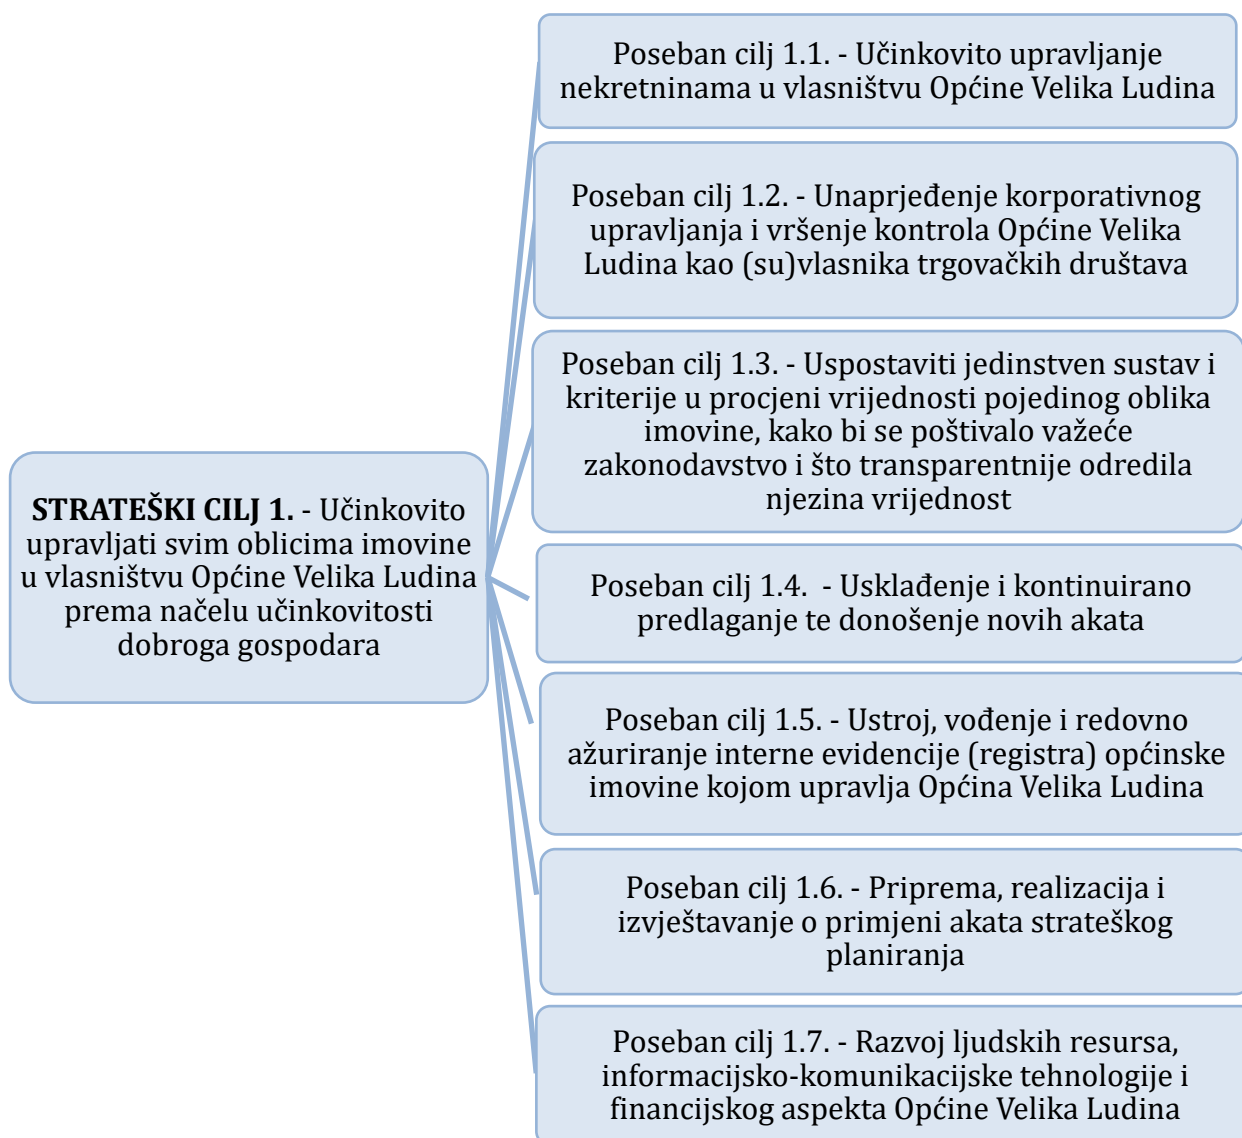 STRATEŠKI CILJ 1. - Učinkovito
upravljati svim oblicima imovine
u vlasništvu Općine Velika Ludina
prema načelu učinkovitosti
dobroga gospodara
Poseban cilj 1.1. - Učinkovito upravljanje
nekretninama u vlasništvu Općine Velika Ludina
Poseban cilj 1.2. - Unaprjeđenje korporativnog
upravljanja i vršenje kontrola Općine Velika
Ludina kao (su)vlasnika trgovačkih društava
Poseban cilj 1.3. - Uspostaviti jedinstven sustav i
kriterije u procjeni vrijednosti pojedinog oblika
imovine, kako bi se poštivalo važeće
zakonodavstvo i što transparentnije odredila
njezina vrijednost
Poseban cilj 1.4.  - Usklađenje i kontinuirano
predlaganje te donošenje novih akata
Poseban cilj 1.5. - Ustroj, vođenje i redovno
ažuriranje interne evidencije (registra) općinske
imovine kojom upravlja Općina Velika Ludina
Poseban cilj 1.6. - Priprema, realizacija i
izvještavanje o primjeni akata strateškog
planiranja
Poseban cilj 1.7. - Razvoj ljudskih resursa,
informacijsko-komunikacijske tehnologije i
financijskog aspekta Općine Velika Ludina